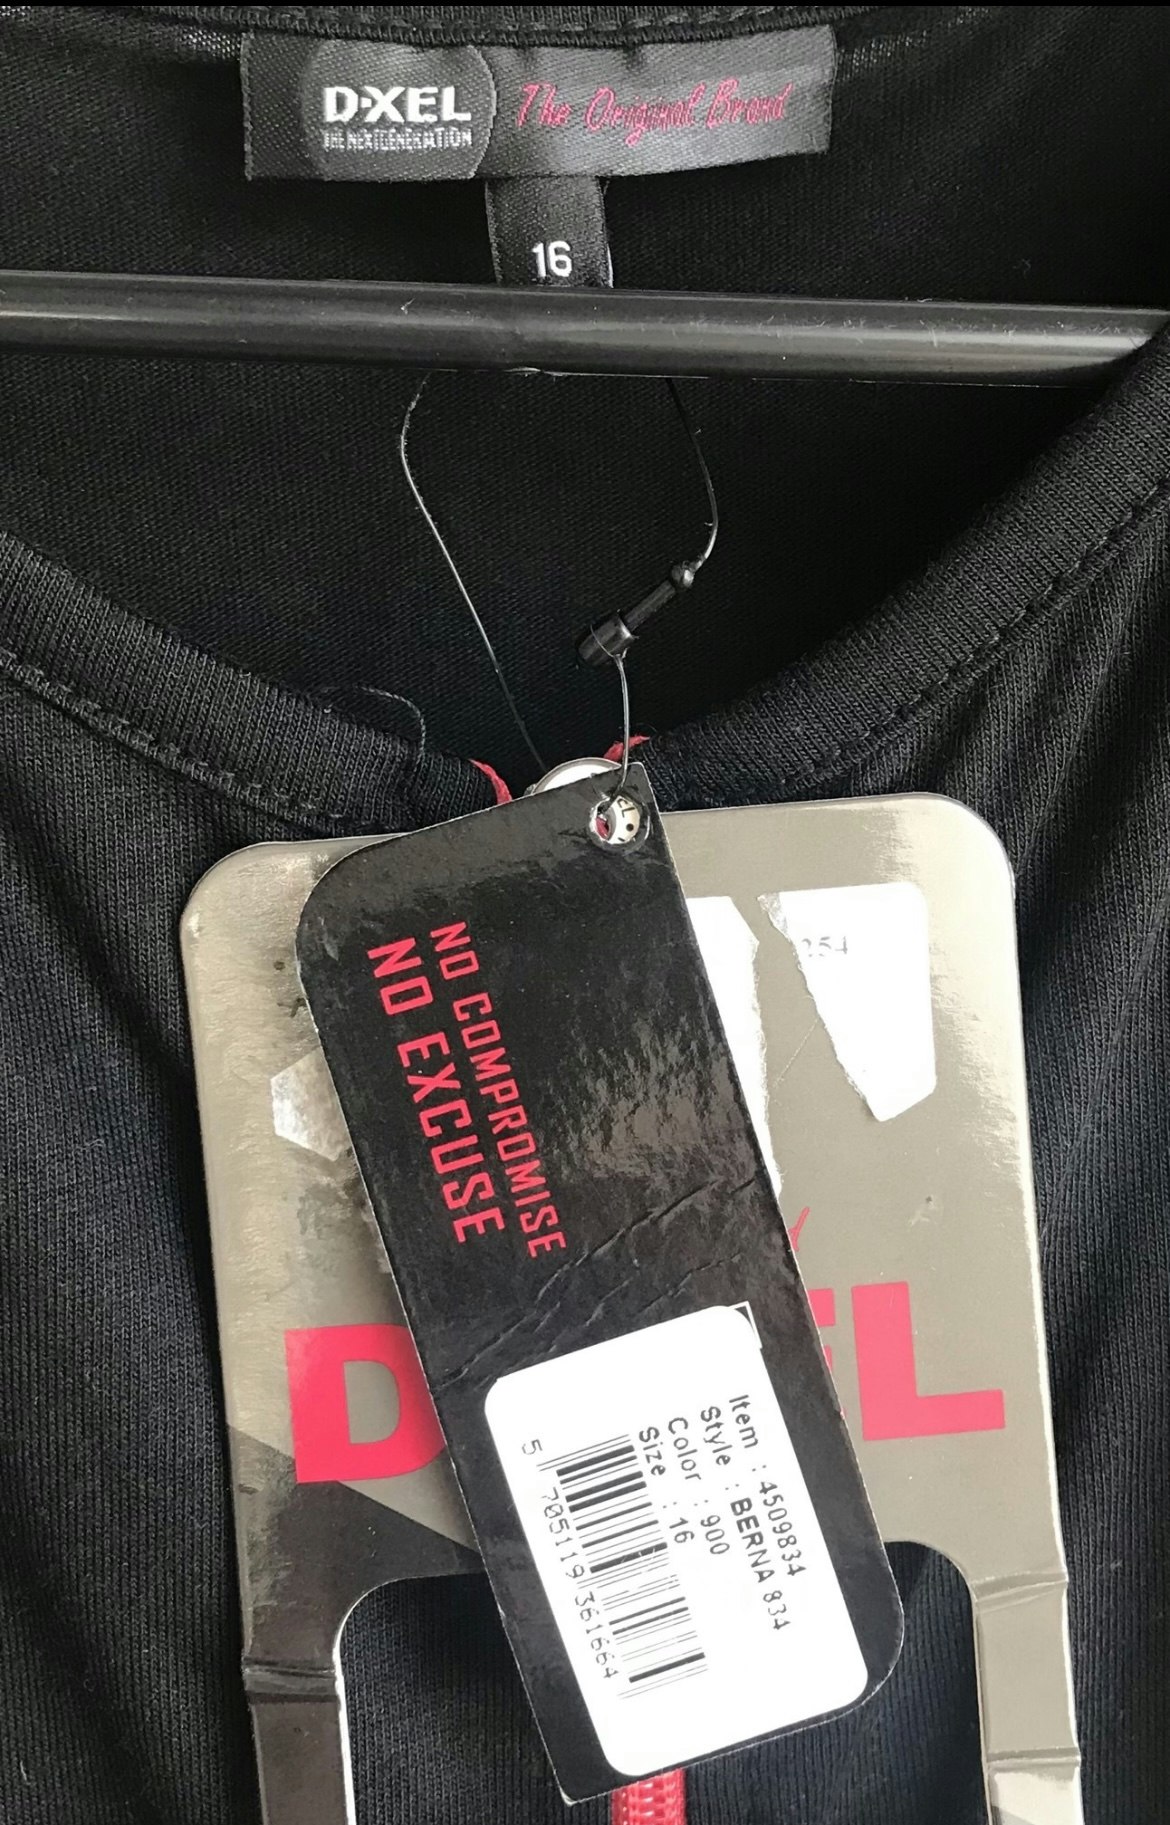 D-XEL
THE NEXT GENERATION
The Original Brand
16
NO COMPROMISE
NO EXCUSE
254
D EL
Item : 4509834
Style : BERNA 834
Color : 900
Size : 16
5 705119 361664